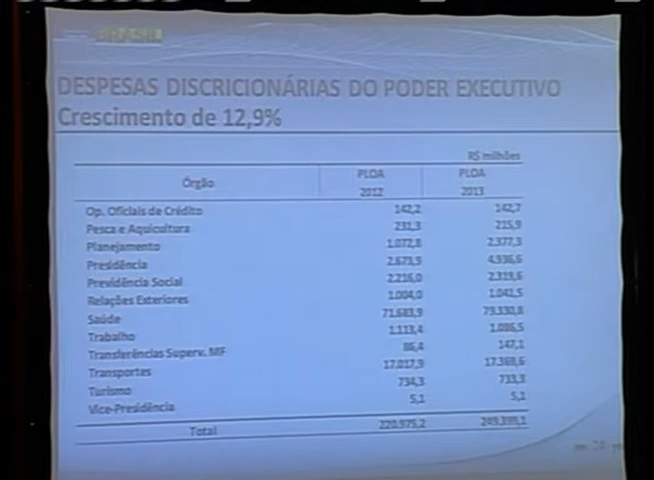 BRASIL
DESPESAS DISCRICIONÁRIAS DO PODER EXECUTIVO
Crescimento de 12,9%
R$ milhões
Órgão PLOA 2012 PLOA 2013
Op. Oficiais de Crédito 142,2 142,7
Pesca e Aquicultura 231,3 215,9
Planejamento 1.072,8 2.377,3
Presidência 2.673,9 4.936,6
Previdência Social 2.216,0 2.319,6
Relações Exteriores 1.004,0 1.041,5
Saúde 71.683,9 79.330,8
Trabalho 1.113,4 1.086,5
Transferências Superv. MF 86,4 147,1
Transportes 17.017,9 17.369,6
Turismo 734,3 733,3
Vice-Presidência 5,1 5,1
Total 220.975,2 249.399,1